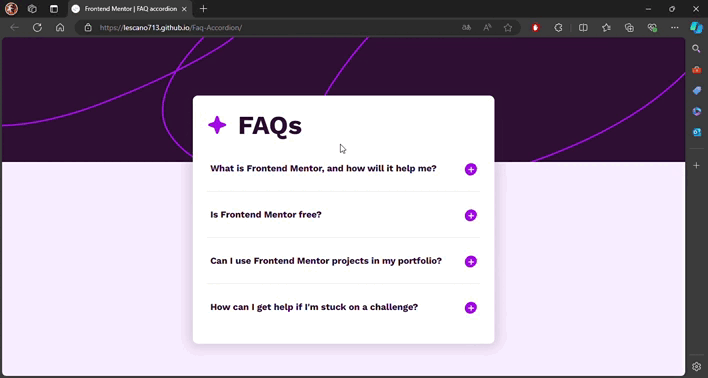 Frontend Mentor | FAQ accordion
https://lescano713.github.io/Faq-Accordion/
FAQs
What is Frontend Mentor, and how will it help me?
Is Frontend Mentor free?
Can I use Frontend Mentor projects in my portfolio?
How can I get help if I'm stuck on a challenge?